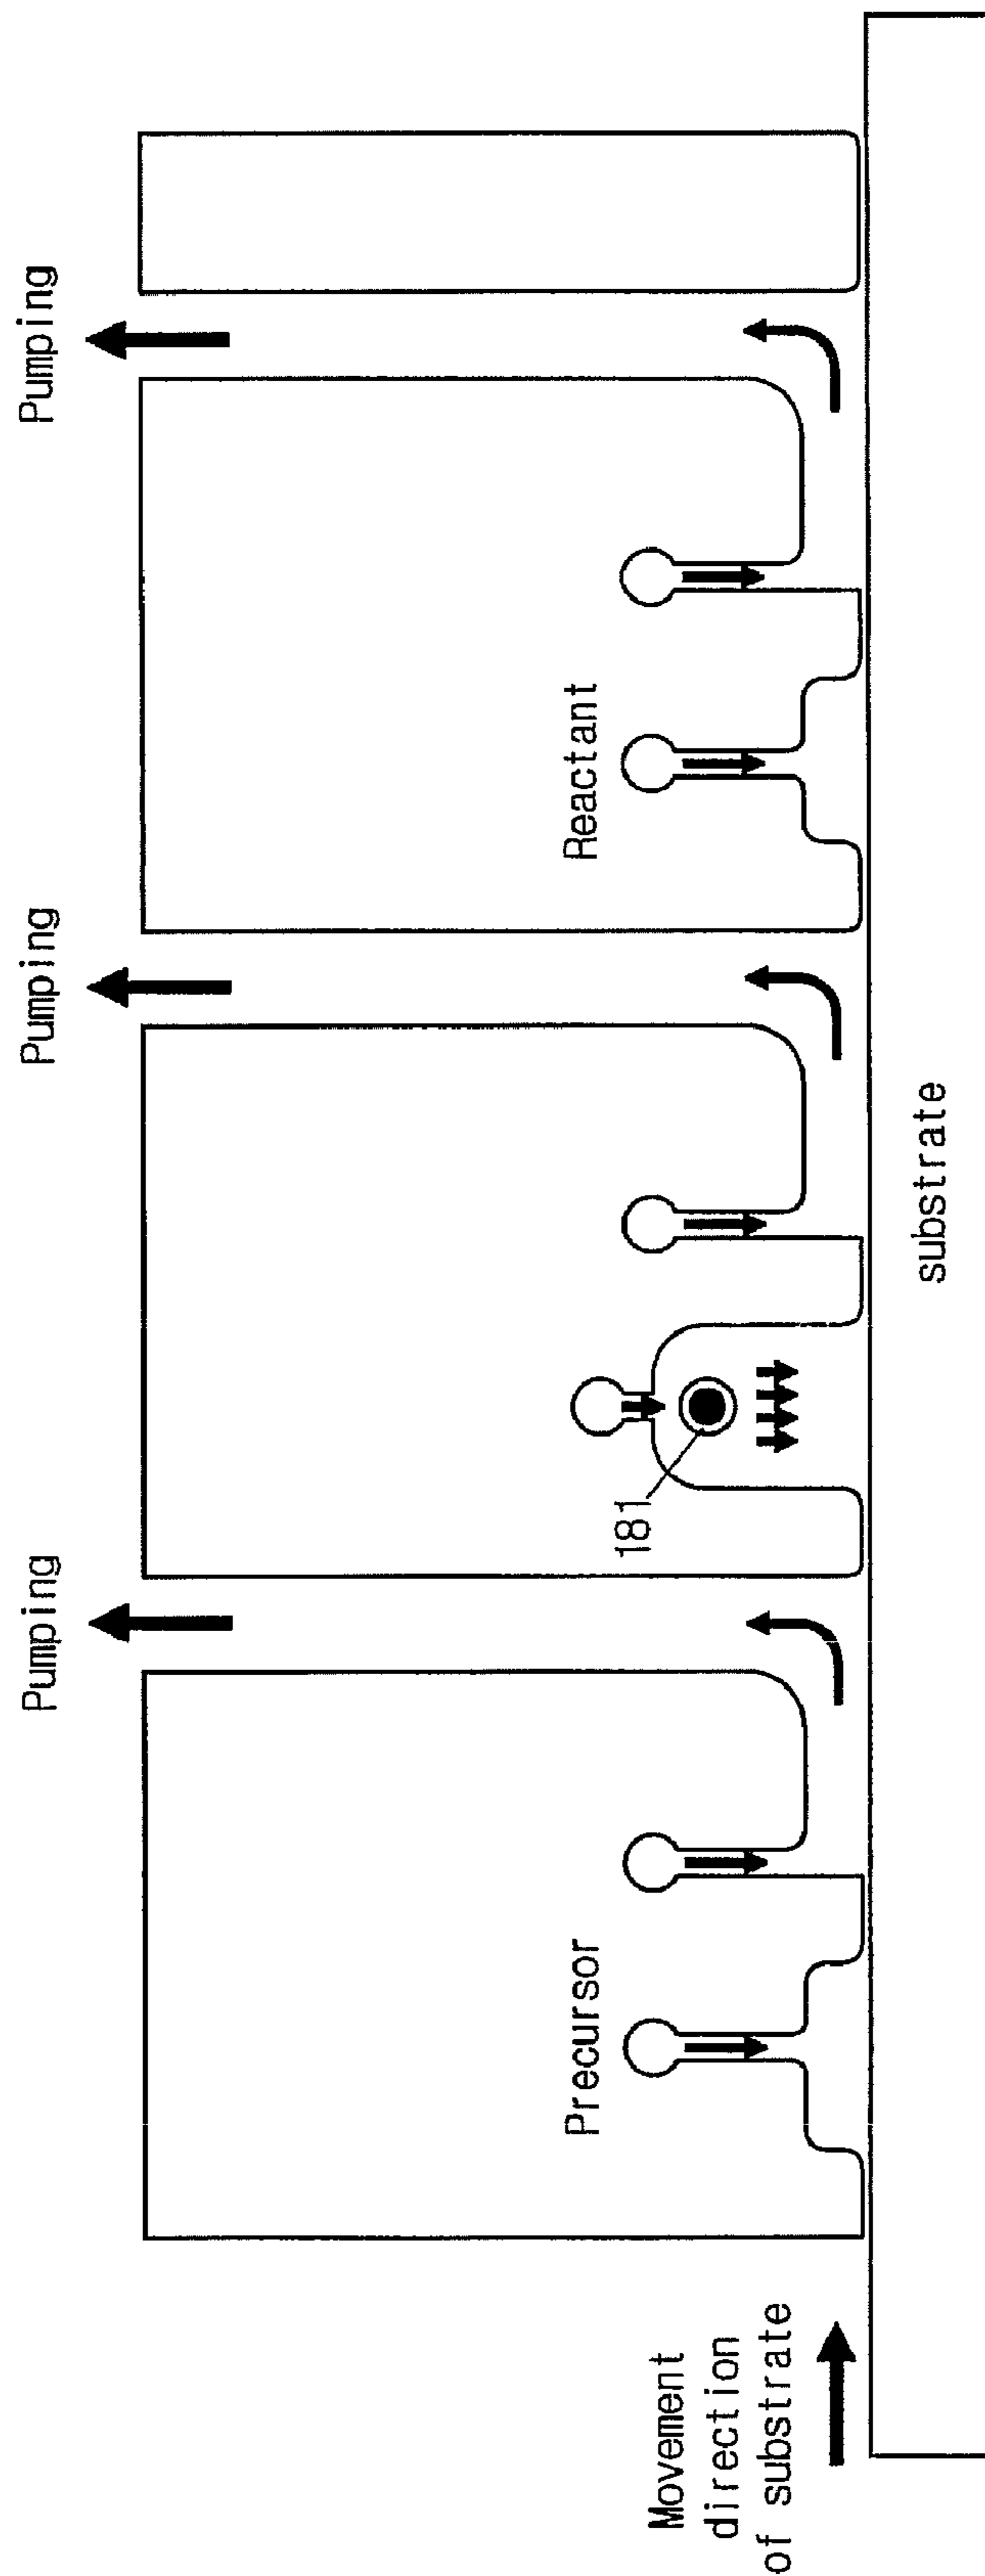 Pumping
Pumping
Pumping
Precursor
181
Reactant
Movement
direction
of substrate
substrate